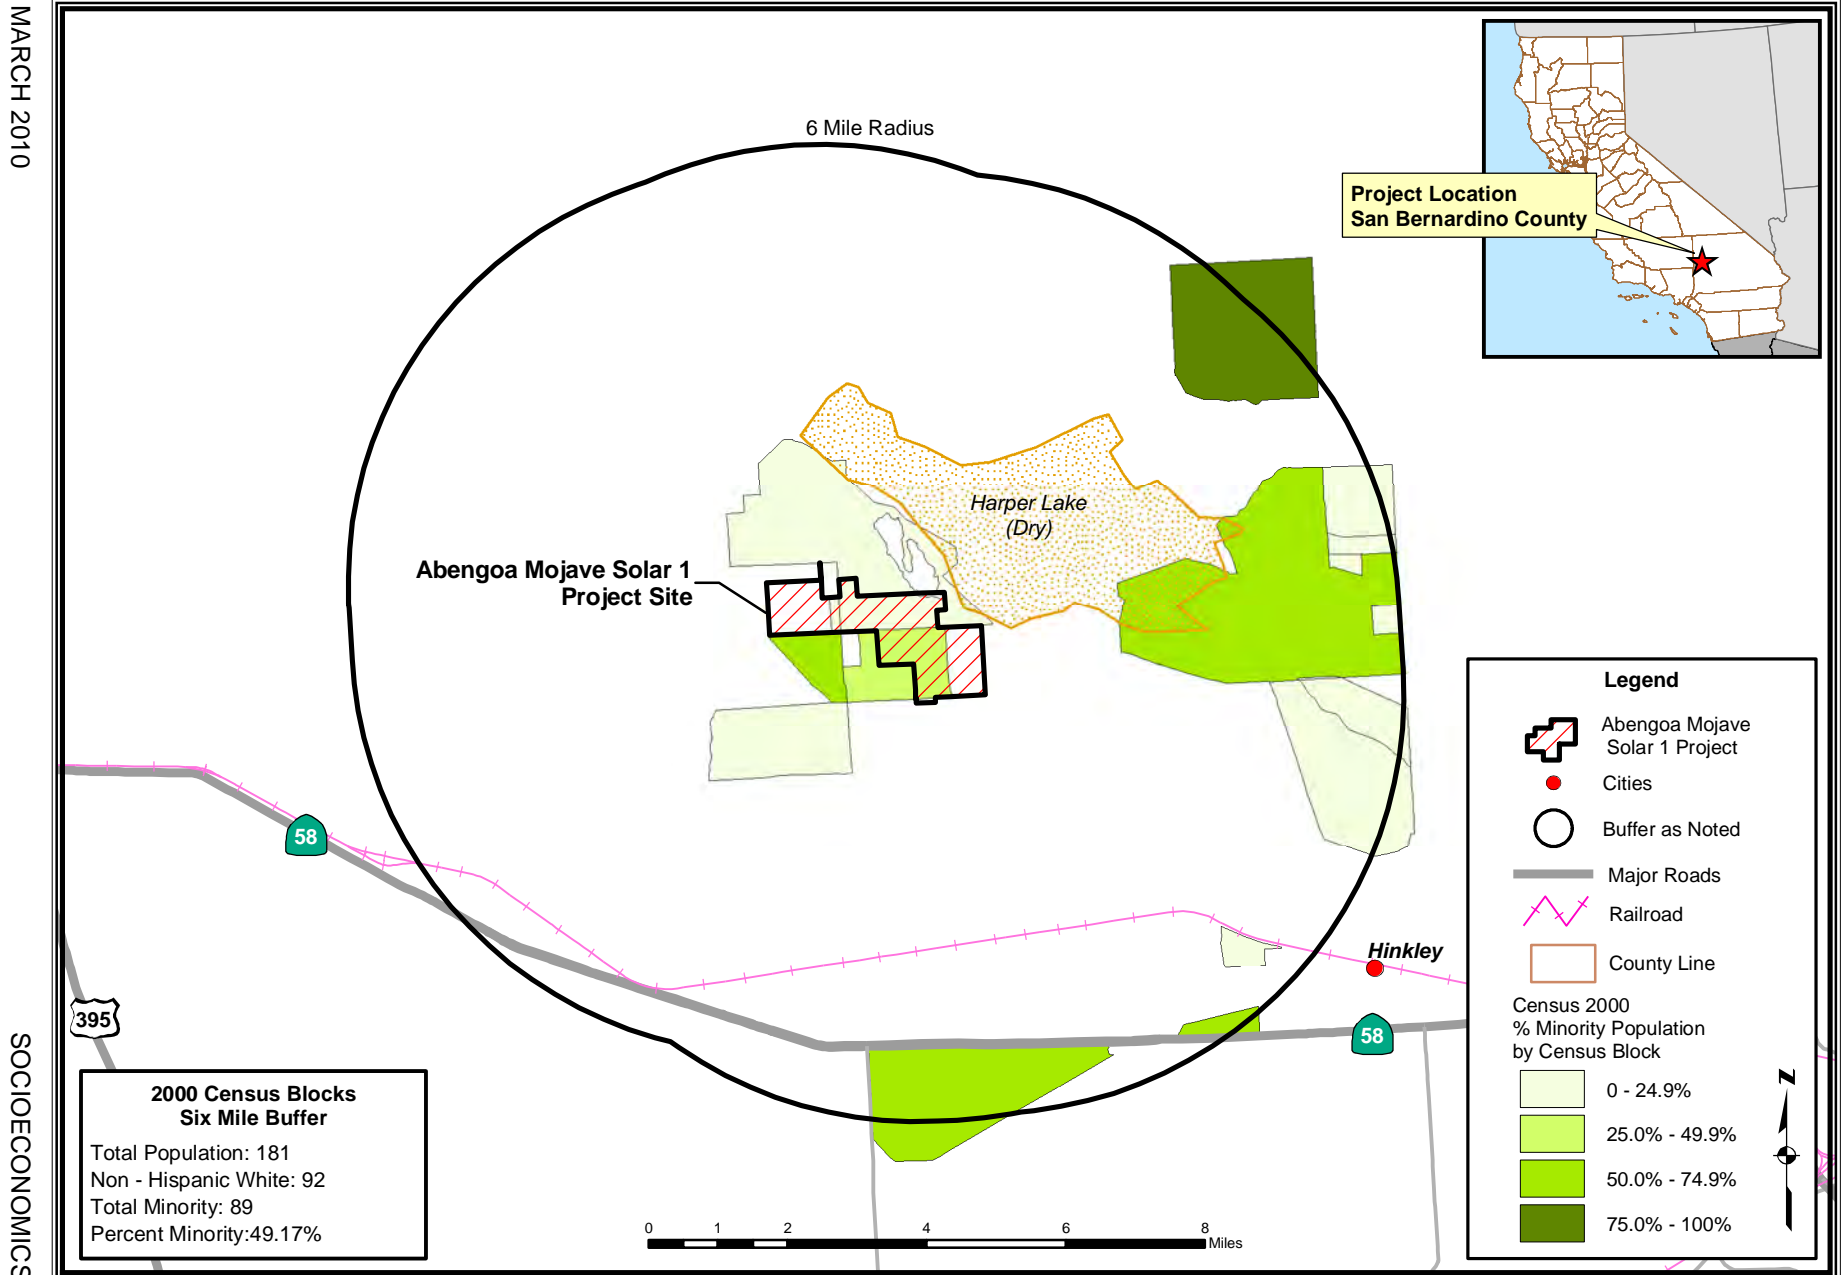 MARCH 2010
SOCIOECONOMICS
6 Mile Radius
Project Location
San Bernardino County
Harper Lake
(Dry)
Abengoa Mojave Solar 1
Project Site
58
395
Hinkley
58
2000 Census Blocks
Six Mile Buffer
Total Population: 181
Non - Hispanic White: 92
Total Minority: 89
Percent Minority:49.17%
0 1 2 4 6 8
Miles
Legend
Abengoa Mojave
Solar 1 Project
Cities
Buffer as Noted
Major Roads
Railroad
County Line
Census 2000
% Minority Population
by Census Block
0 - 24.9%
25.0% - 49.9%
50.0% - 74.9%
75.0% - 100%
N